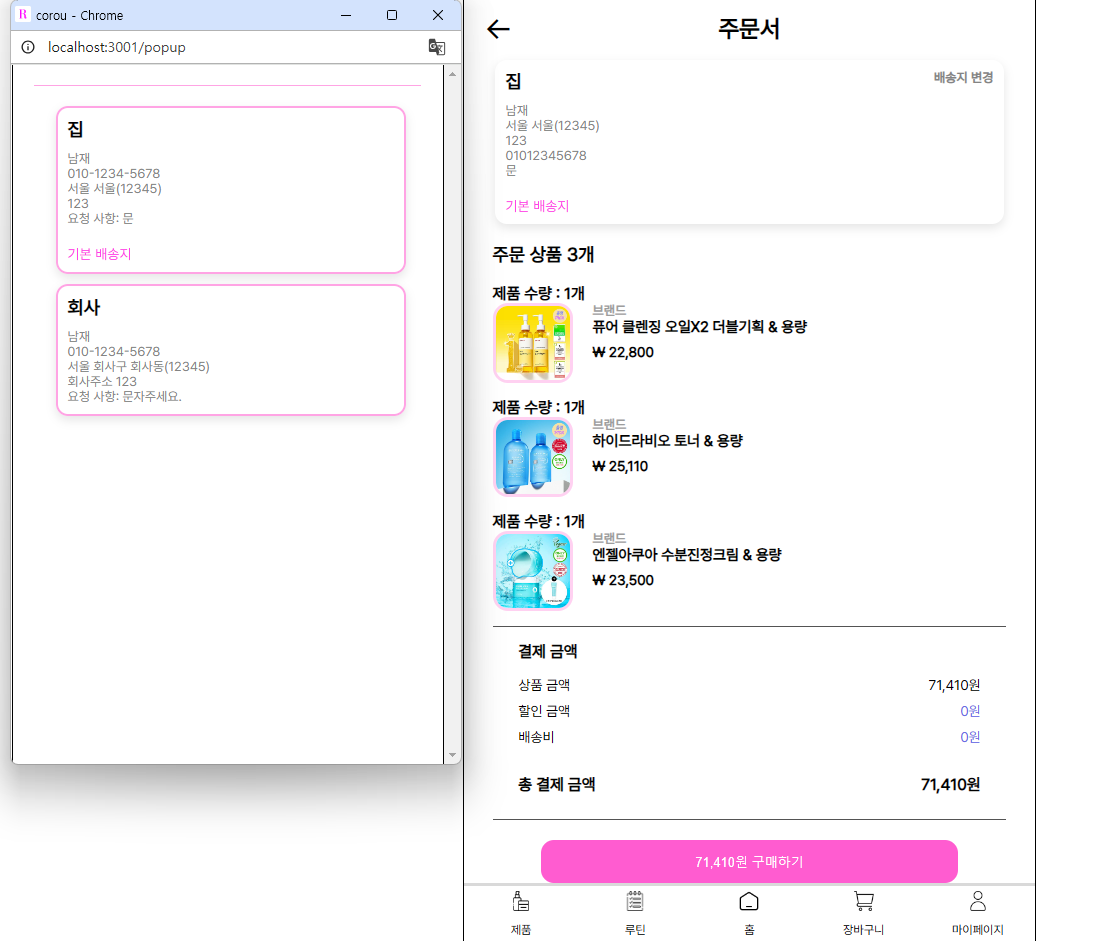 R corou - Chrome
localhost:3001/popup
집
남재
010-1234-5678
서울 서울(12345)
123
요청 사항: 문
기본 배송지
회사
남재
010-1234-5678
서울 회사구 회사동(12345)
회사주소 123
요청 사항: 문자주세요.
주문서
집
배송지 변경
남재
서울 서울(12345)
123
01012345678
문
기본 배송지
주문 상품 3개
제품 수량 : 1개
브랜드
퓨어 클렌징 오일X2 더블기획 & 용량
₩ 22,800
제품 수량 : 1개
브랜드
하이드라비오 토너 & 용량
₩ 25,110
제품 수량 : 1개
브랜드
엔젤아쿠아 수분진정크림 & 용량
₩ 23,500
결제 금액
상품 금액 71,410원
할인 금액 0원
배송비 0원
총 결제 금액 71,410원
71,410원 구매하기
제품 루틴 홈 장바구니 마이페이지